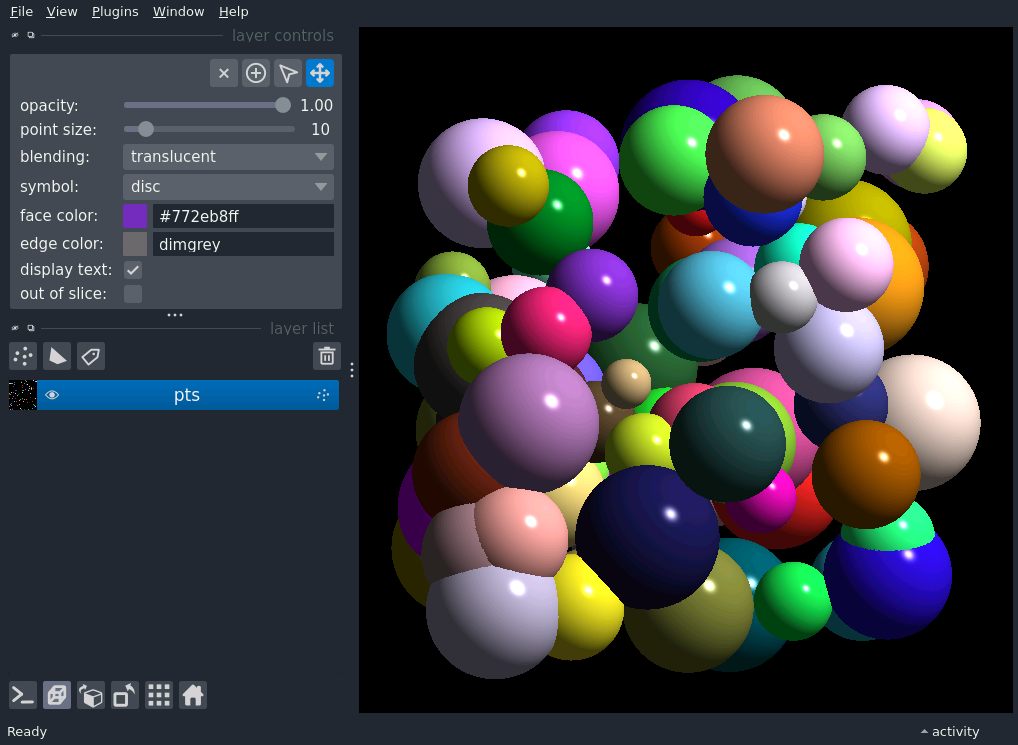 File View Plugins Window Help
layer controls
opacity: 1.00
point size: 10
blending: translucent
symbol: disc
face color: #772eb8ff
edge color: dimgrey
display text:
out of slice:
layer list
pts
Ready activity